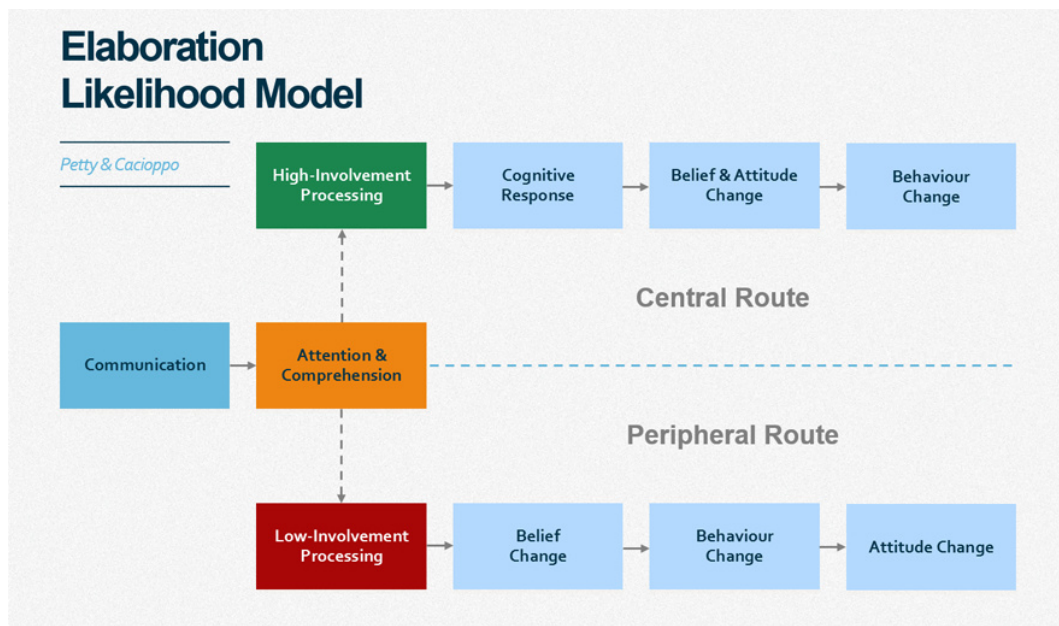 Elaboration
Likelihood Model
Petty & Cacioppo
High-Involvement
Processing
Cognitive
Response
Belief & Attitude
Change
Behaviour
Change
Central Route
Communication
Attention &
Comprehension
Peripheral Route
Low-Involvement
Processing
Belief
Change
Behaviour
Change
Attitude Change